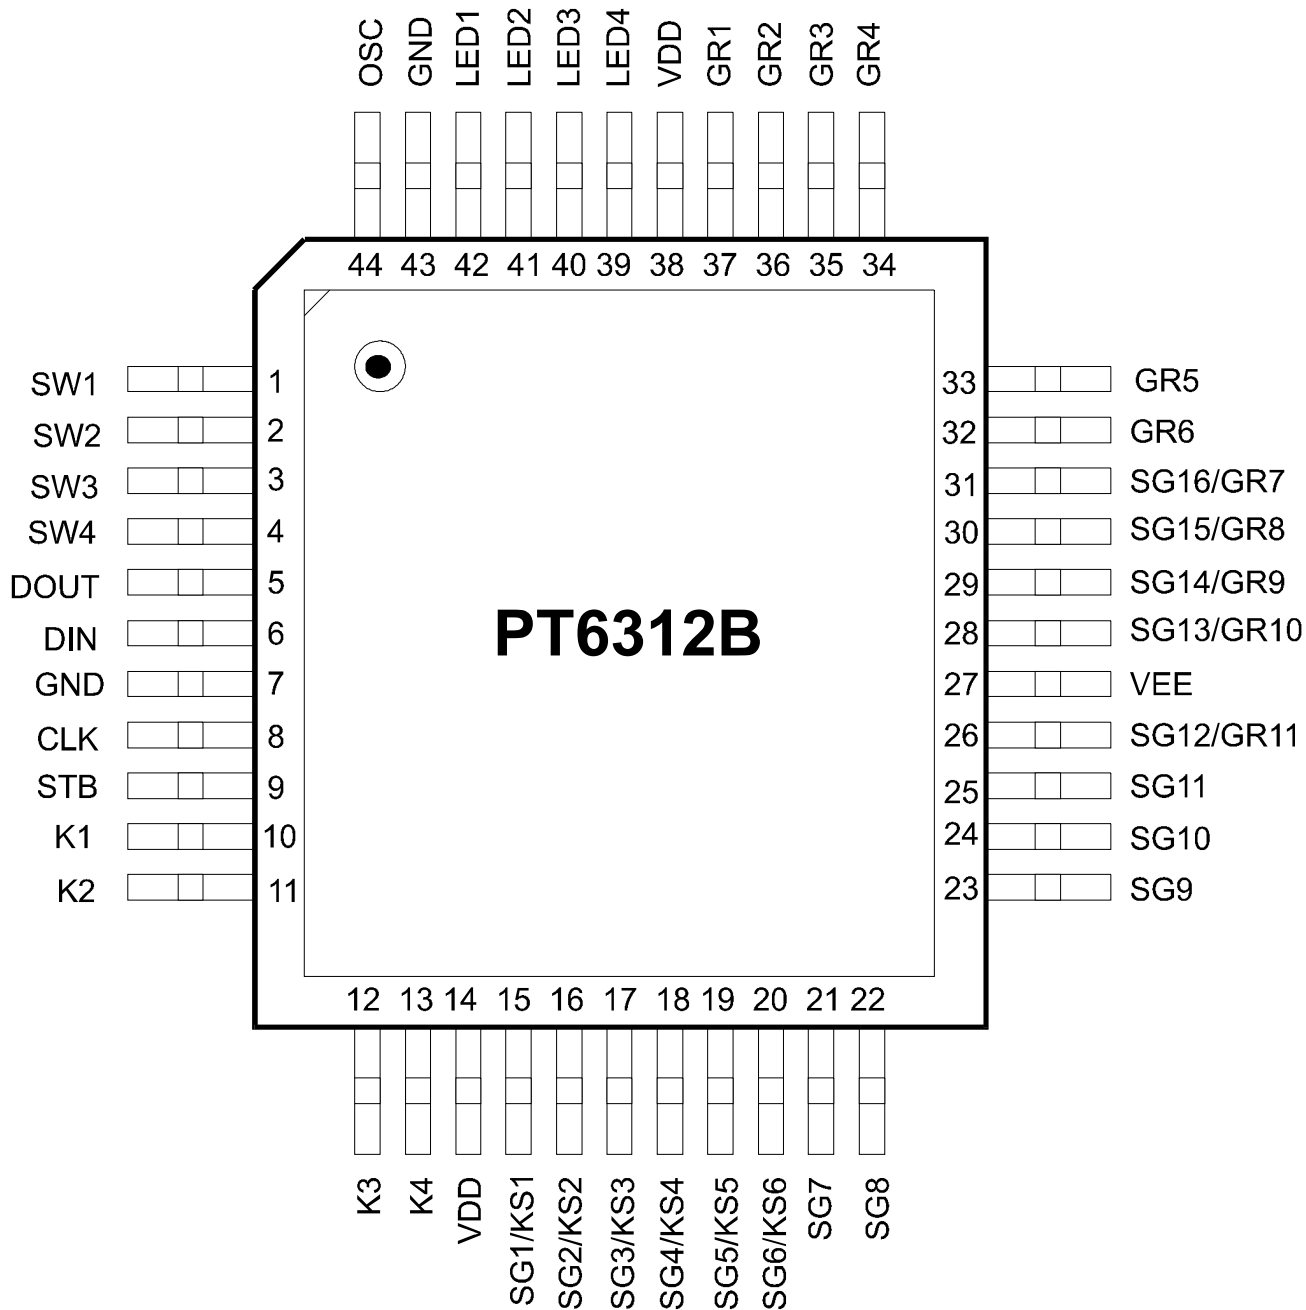 OSC GND LED1 LED2 LED3 LED4 VDD GR1 GR2 GR3 GR4
44 43 42 41 40 39 38 37 36 35 34
SW1 1 33 GR5
SW2 2 32 GR6
SW3 3 31 SG16/GR7
SW4 4 30 SG15/GR8
DOUT 5 29 SG14/GR9
DIN 6 PT6312B 28 SG13/GR10
GND 7 27 VEE
CLK 8 26 SG12/GR11
STB 9 25 SG11
K1 10 24 SG10
K2 11 23 SG9
12 13 14 15 16 17 18 19 20 21 22
K3 K4 VDD SG1/KS1 SG2/KS2 SG3/KS3 SG4/KS4 SG5/KS5 SG6/KS6 SG7 SG8